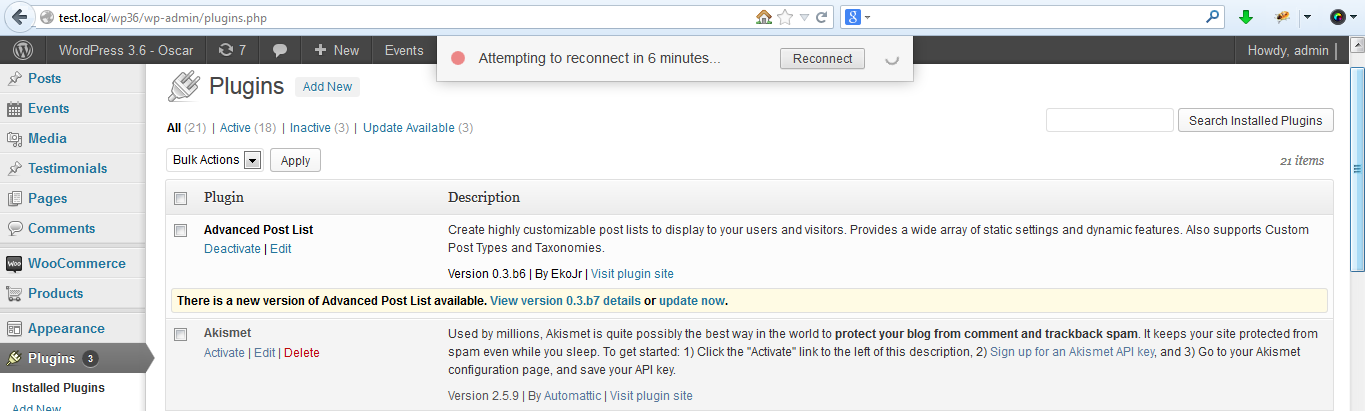 test.local/wp36/wp-admin/plugins.php
WordPress 3.6 - Oscar 7 New Events Howdy, admin
Attempting to reconnect in 6 minutes... Reconnect
Posts
Events
Media
Testimonials
Pages
Comments
WooCommerce
Products
Appearance
Plugins 3
Installed Plugins
Add New
Plugins Add New
All (21) | Active (18) | Inactive (3) | Update Available (3)
Search Installed Plugins
Bulk Actions Apply
21 items
Plugin Description
Advanced Post List
Deactivate | Edit
Create highly customizable post lists to display to your users and visitors. Provides a wide array of static settings and dynamic features. Also supports Custom
Post Types and Taxonomies.
Version 0.3.b6 | By EkoJr | Visit plugin site
There is a new version of Advanced Post List available. View version 0.3.b7 details or update now.
Akismet
Activate | Edit | Delete
Used by millions, Akismet is quite possibly the best way in the world to protect your blog from comment and trackback spam. It keeps your site protected from
spam even while you sleep. To get started: 1) Click the "Activate" link to the left of this description, 2) Sign up for an Akismet API key, and 3) Go to your Akismet
configuration page, and save your API key.
Version 2.5.9 | By Automattic | Visit plugin site